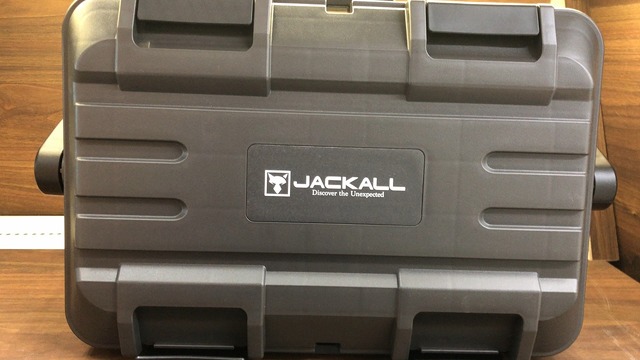 JACKALL
Discover the Unexpected